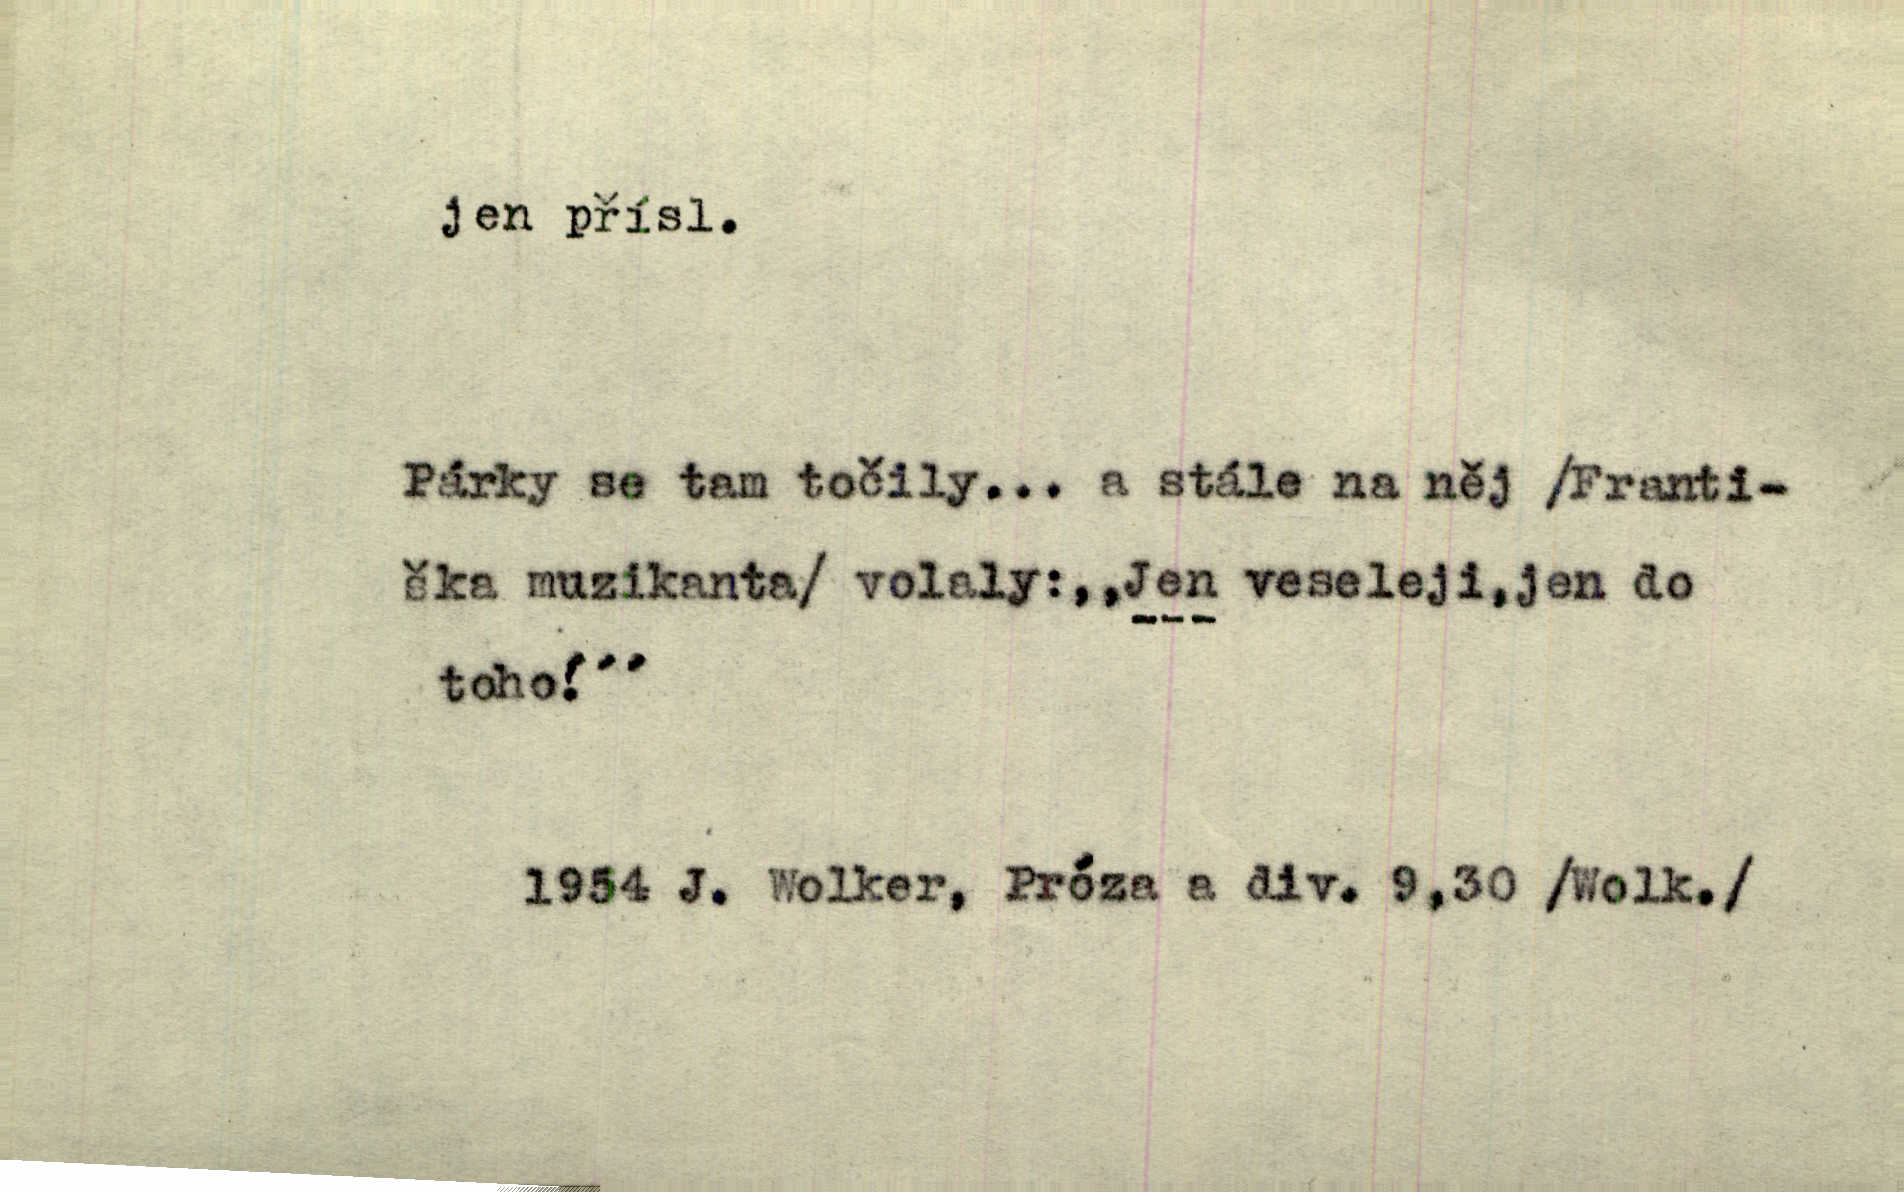 jen přísl.
Párky se tam točily... a stále na něj /Franti-
ška muzikanta/ volaly:,,Jen veseleji,jen do
toho!´´
1954 J. Wolker, Próza a div. 9,30 /Wolk./